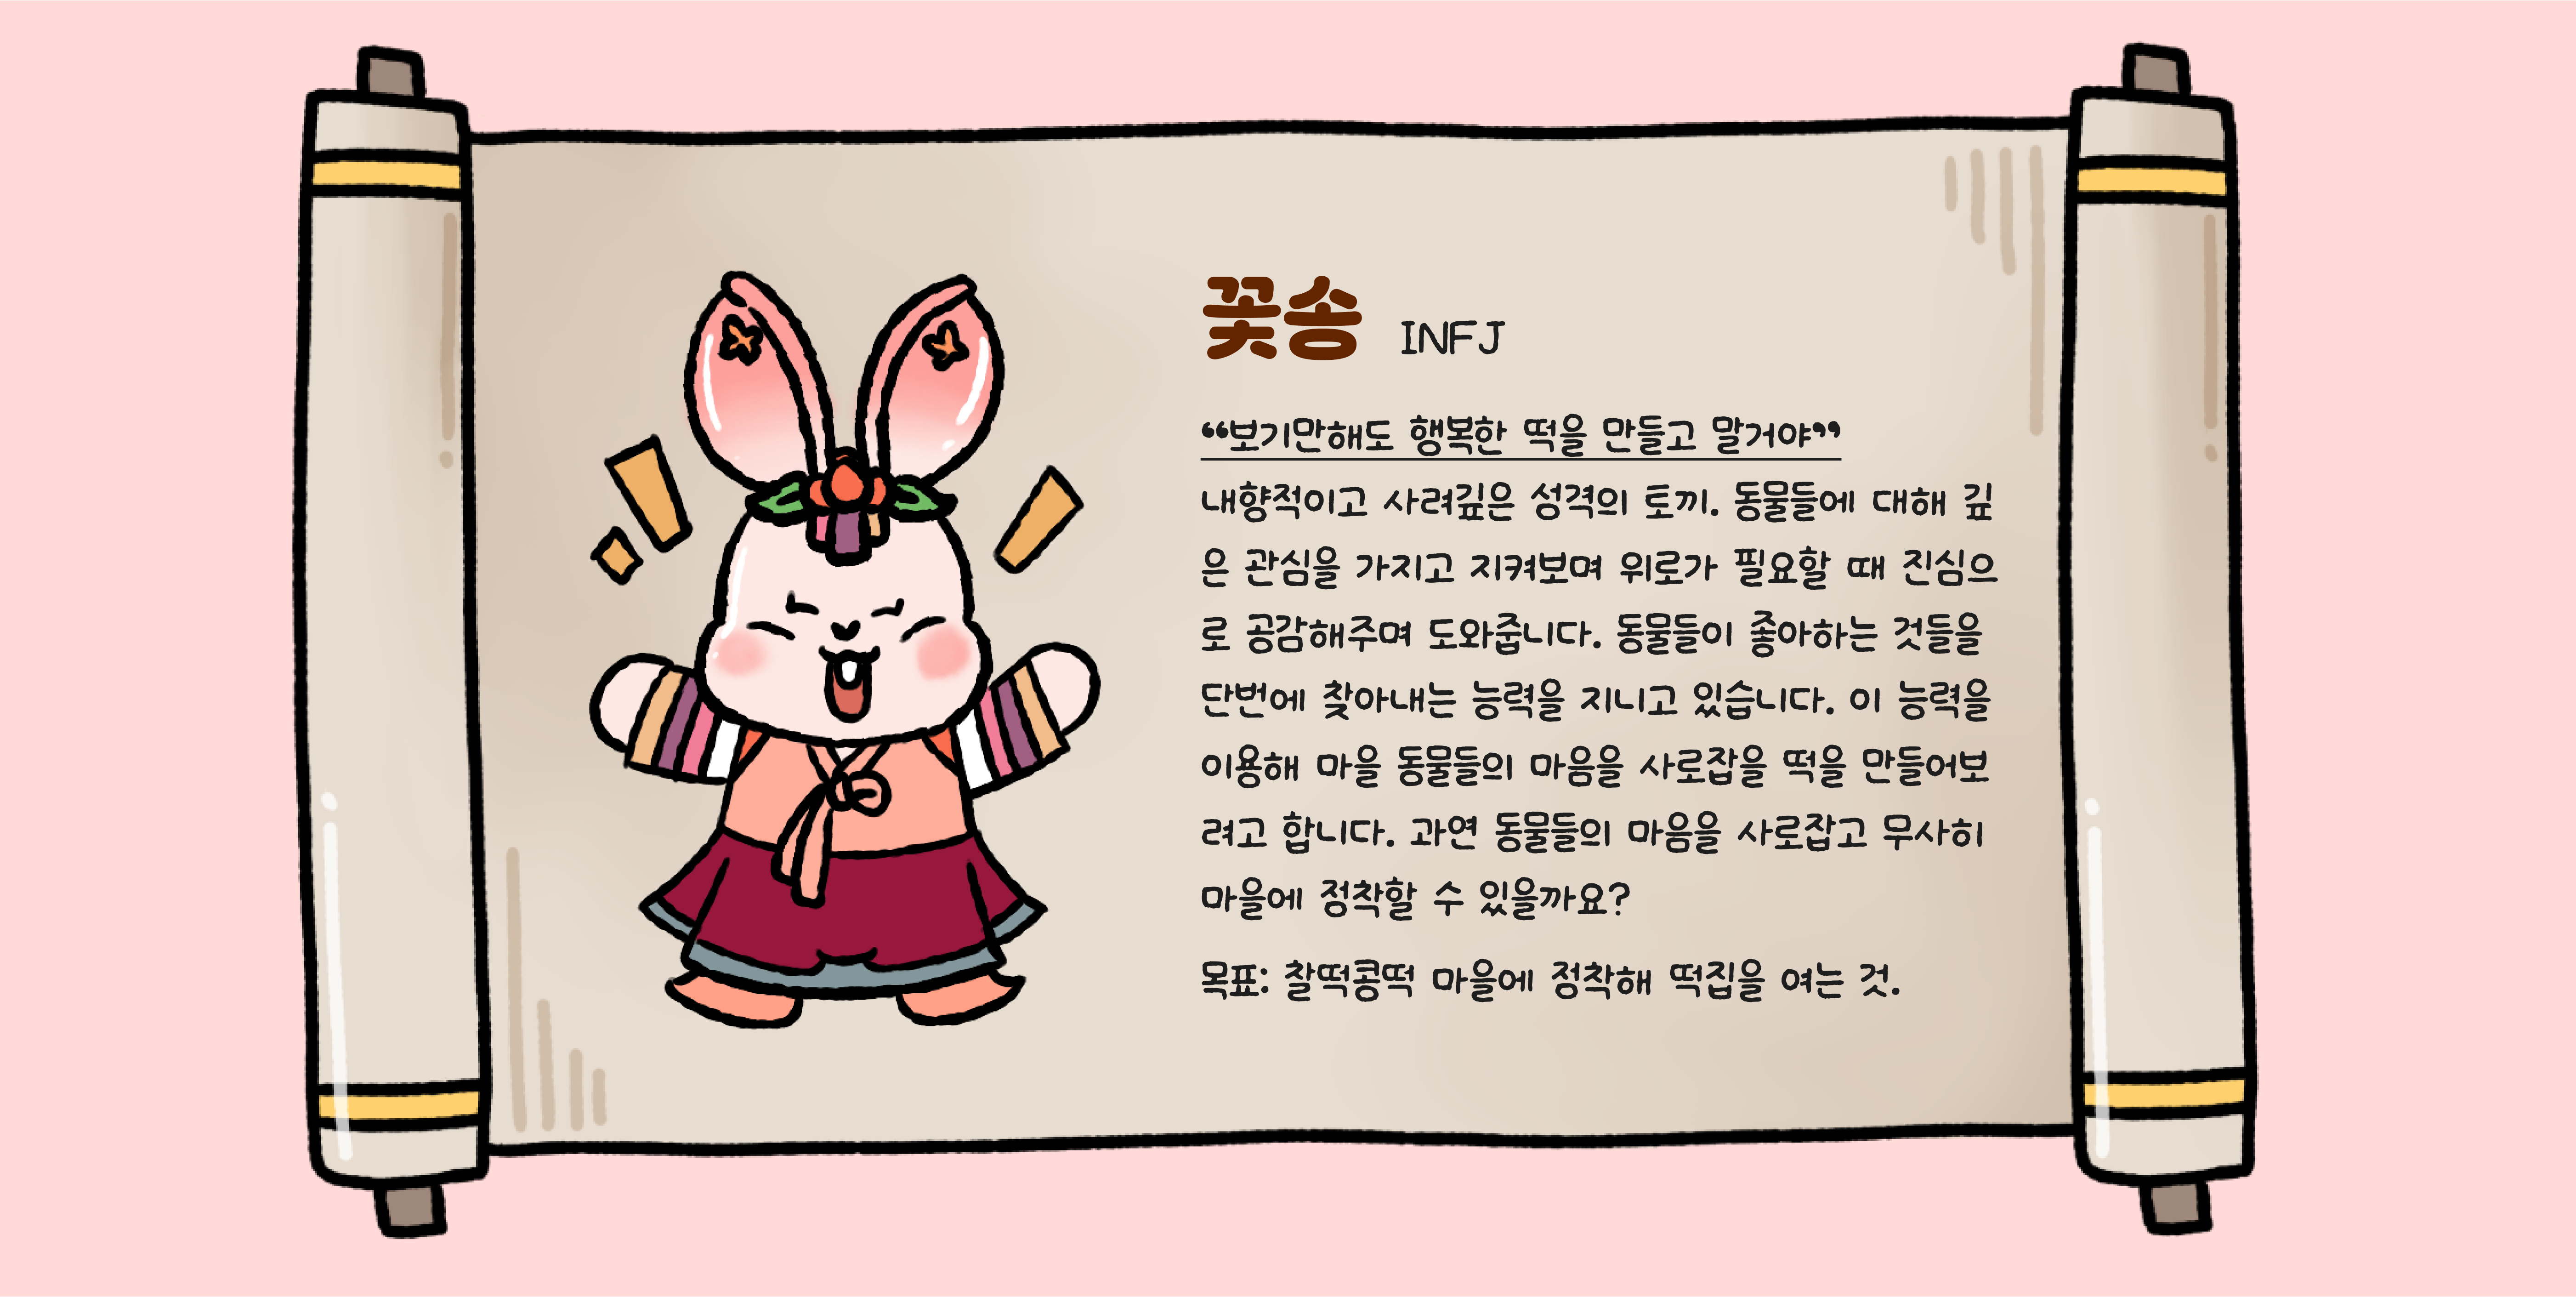 꽃송 INFJ
“보기만해도 행복한 떡을 만들고 말거야”
내향적이고 사려깊은 성격의 토끼. 동물들에 대해 깊
은 관심을 가지고 지켜보며 위로가 필요할 때 진심으
로 공감해주며 도와줍니다. 동물들이 좋아하는 것들을
단번에 찾아내는 능력을 지니고 있습니다. 이 능력을
이용해 마을 동물들의 마음을 사로잡을 떡을 만들어보
려고 합니다. 과연 동물들의 마음을 사로잡고 무사히
마을에 정착할 수 있을까요?
목표: 찰떡콩떡 마을에 정착해 떡집을 여는 것.